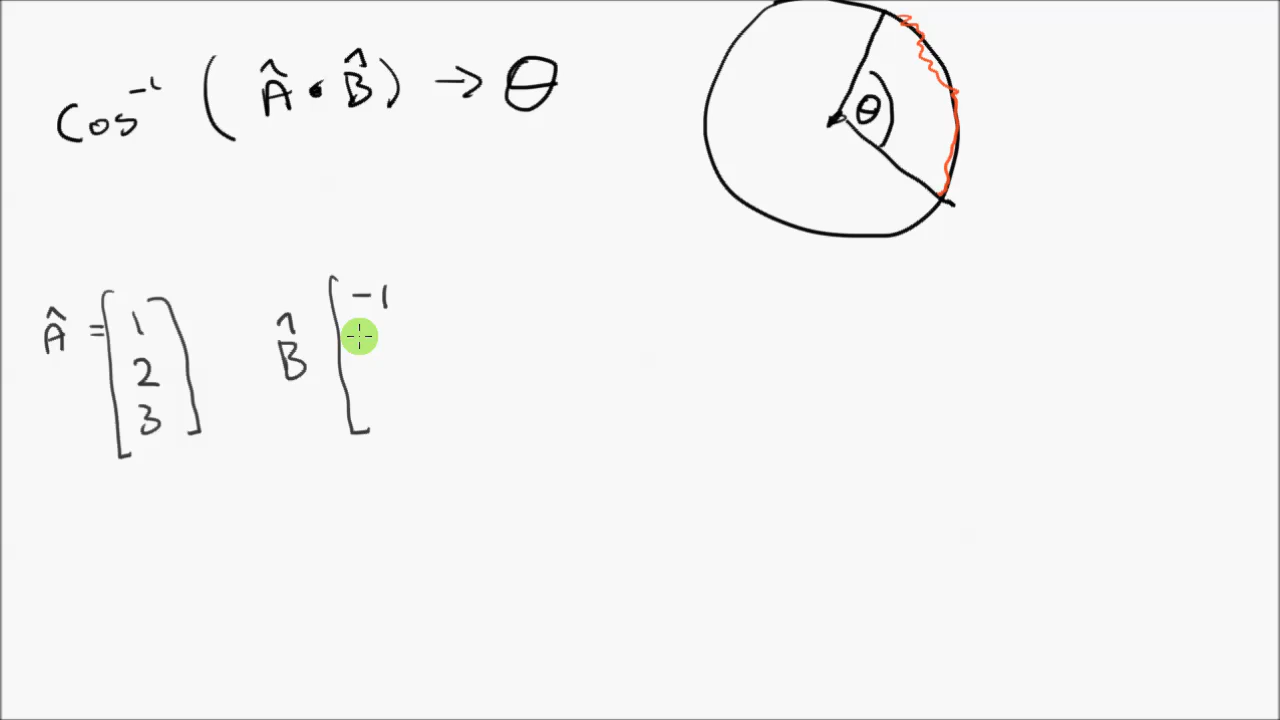 cos⁻¹ ( Â • B̂ ) → θ
θ
Â = [ 1 2 3 ]
B̂ [ -1